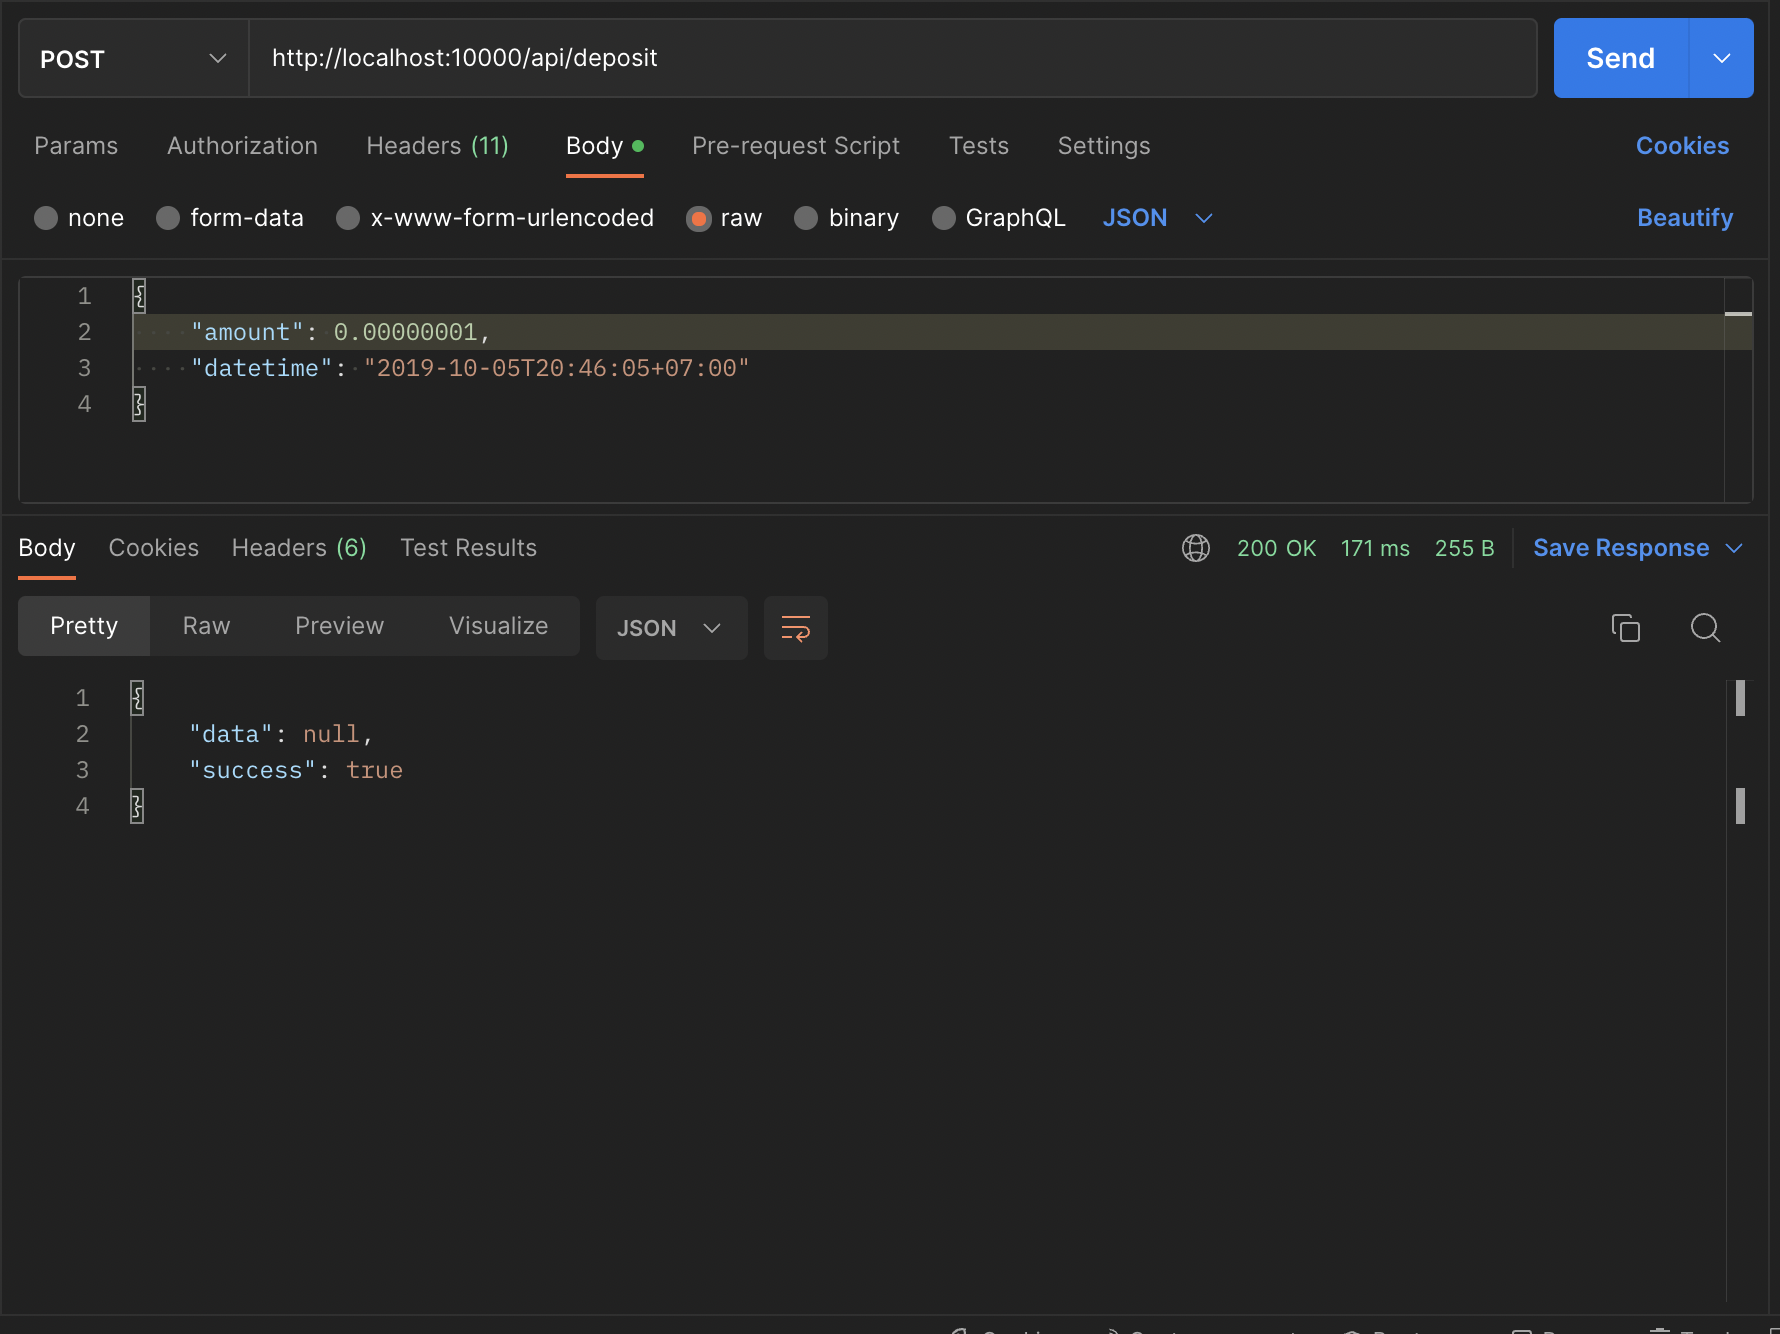 POST http://localhost:10000/api/deposit Send
Params Authorization Headers (11) Body Pre-request Script Tests Settings Cookies
none form-data x-www-form-urlencoded raw binary GraphQL JSON Beautify
1 {
2 "amount": 0.00000001,
3 "datetime": "2019-10-05T20:46:05+07:00"
4 }
Body Cookies Headers (6) Test Results 200 OK 171 ms 255 B Save Response
Pretty Raw Preview Visualize JSON
1 {
2 "data": null,
3 "success": true
4 }